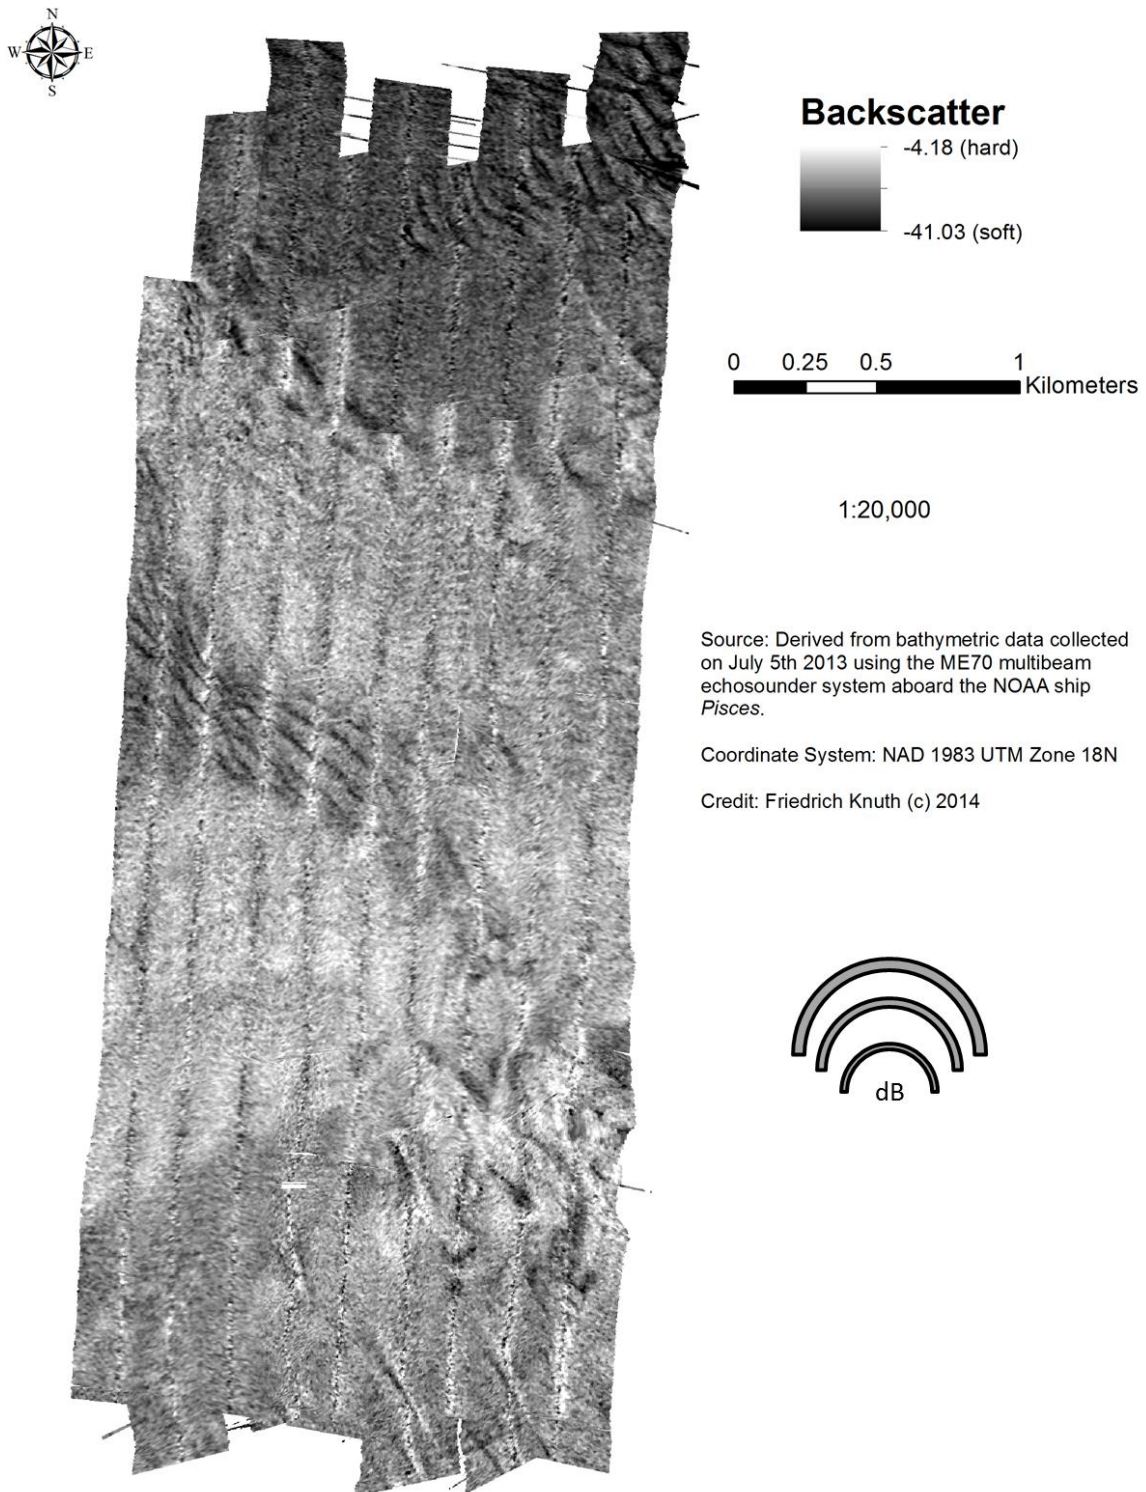 N
W E
S
Backscatter
-4.18 (hard)
-41.03 (soft)
0 0.25 0.5 1
Kilometers
1:20,000
Source: Derived from bathymetric data collected
on July 5th 2013 using the ME70 multibeam
echosounder system aboard the NOAA ship
Pisces.
Coordinate System: NAD 1983 UTM Zone 18N
Credit: Friedrich Knuth (c) 2014
dB